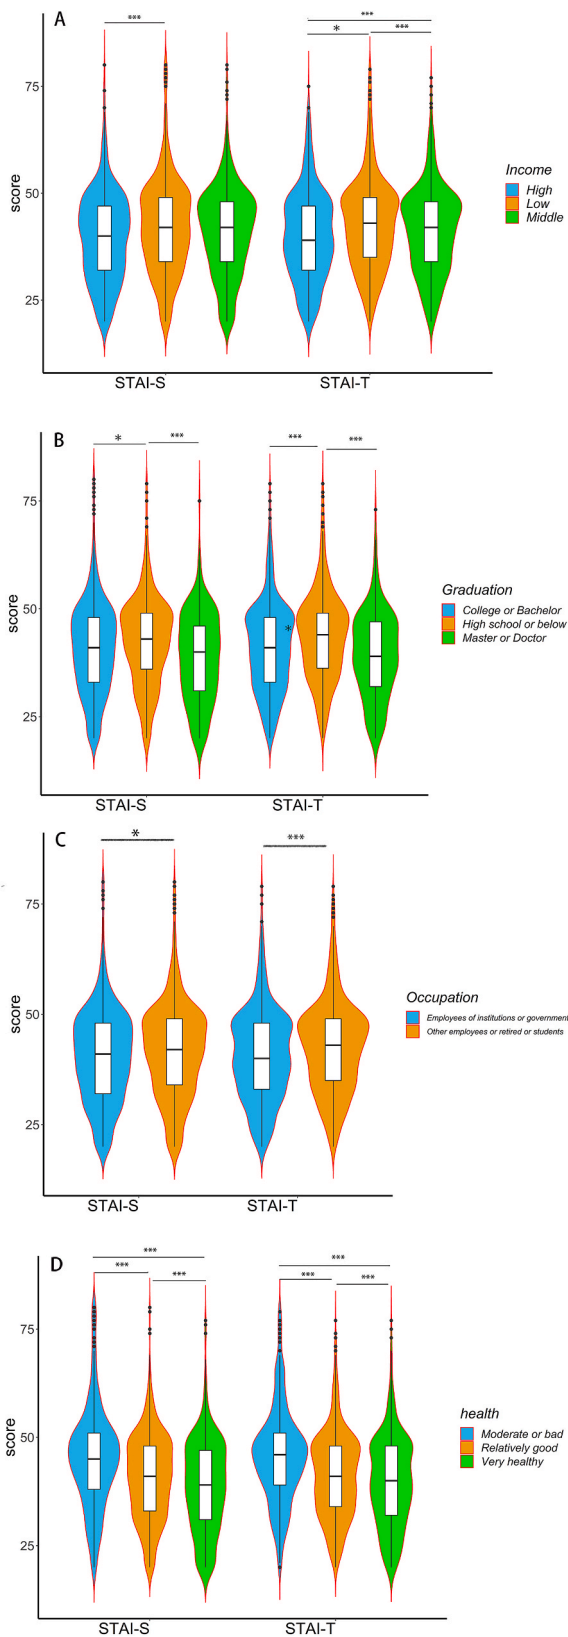 A
***
***
*
***
75
50
25
score
STAI-S
STAI-T
Income
High
Low
Middle
B
*
***
***
***
75
50
25
score
*
STAI-S
STAI-T
Graduation
College or Bachelor
High school or below
Master or Doctor
C
*
***
75
50
25
score
STAI-S
STAI-T
Occupation
Employees of institutions or government
Other employees or retired or students
D
***
***
***
***
***
***
75
50
25
score
STAI-S
STAI-T
health
Moderate or bad
Relatively good
Very healthy